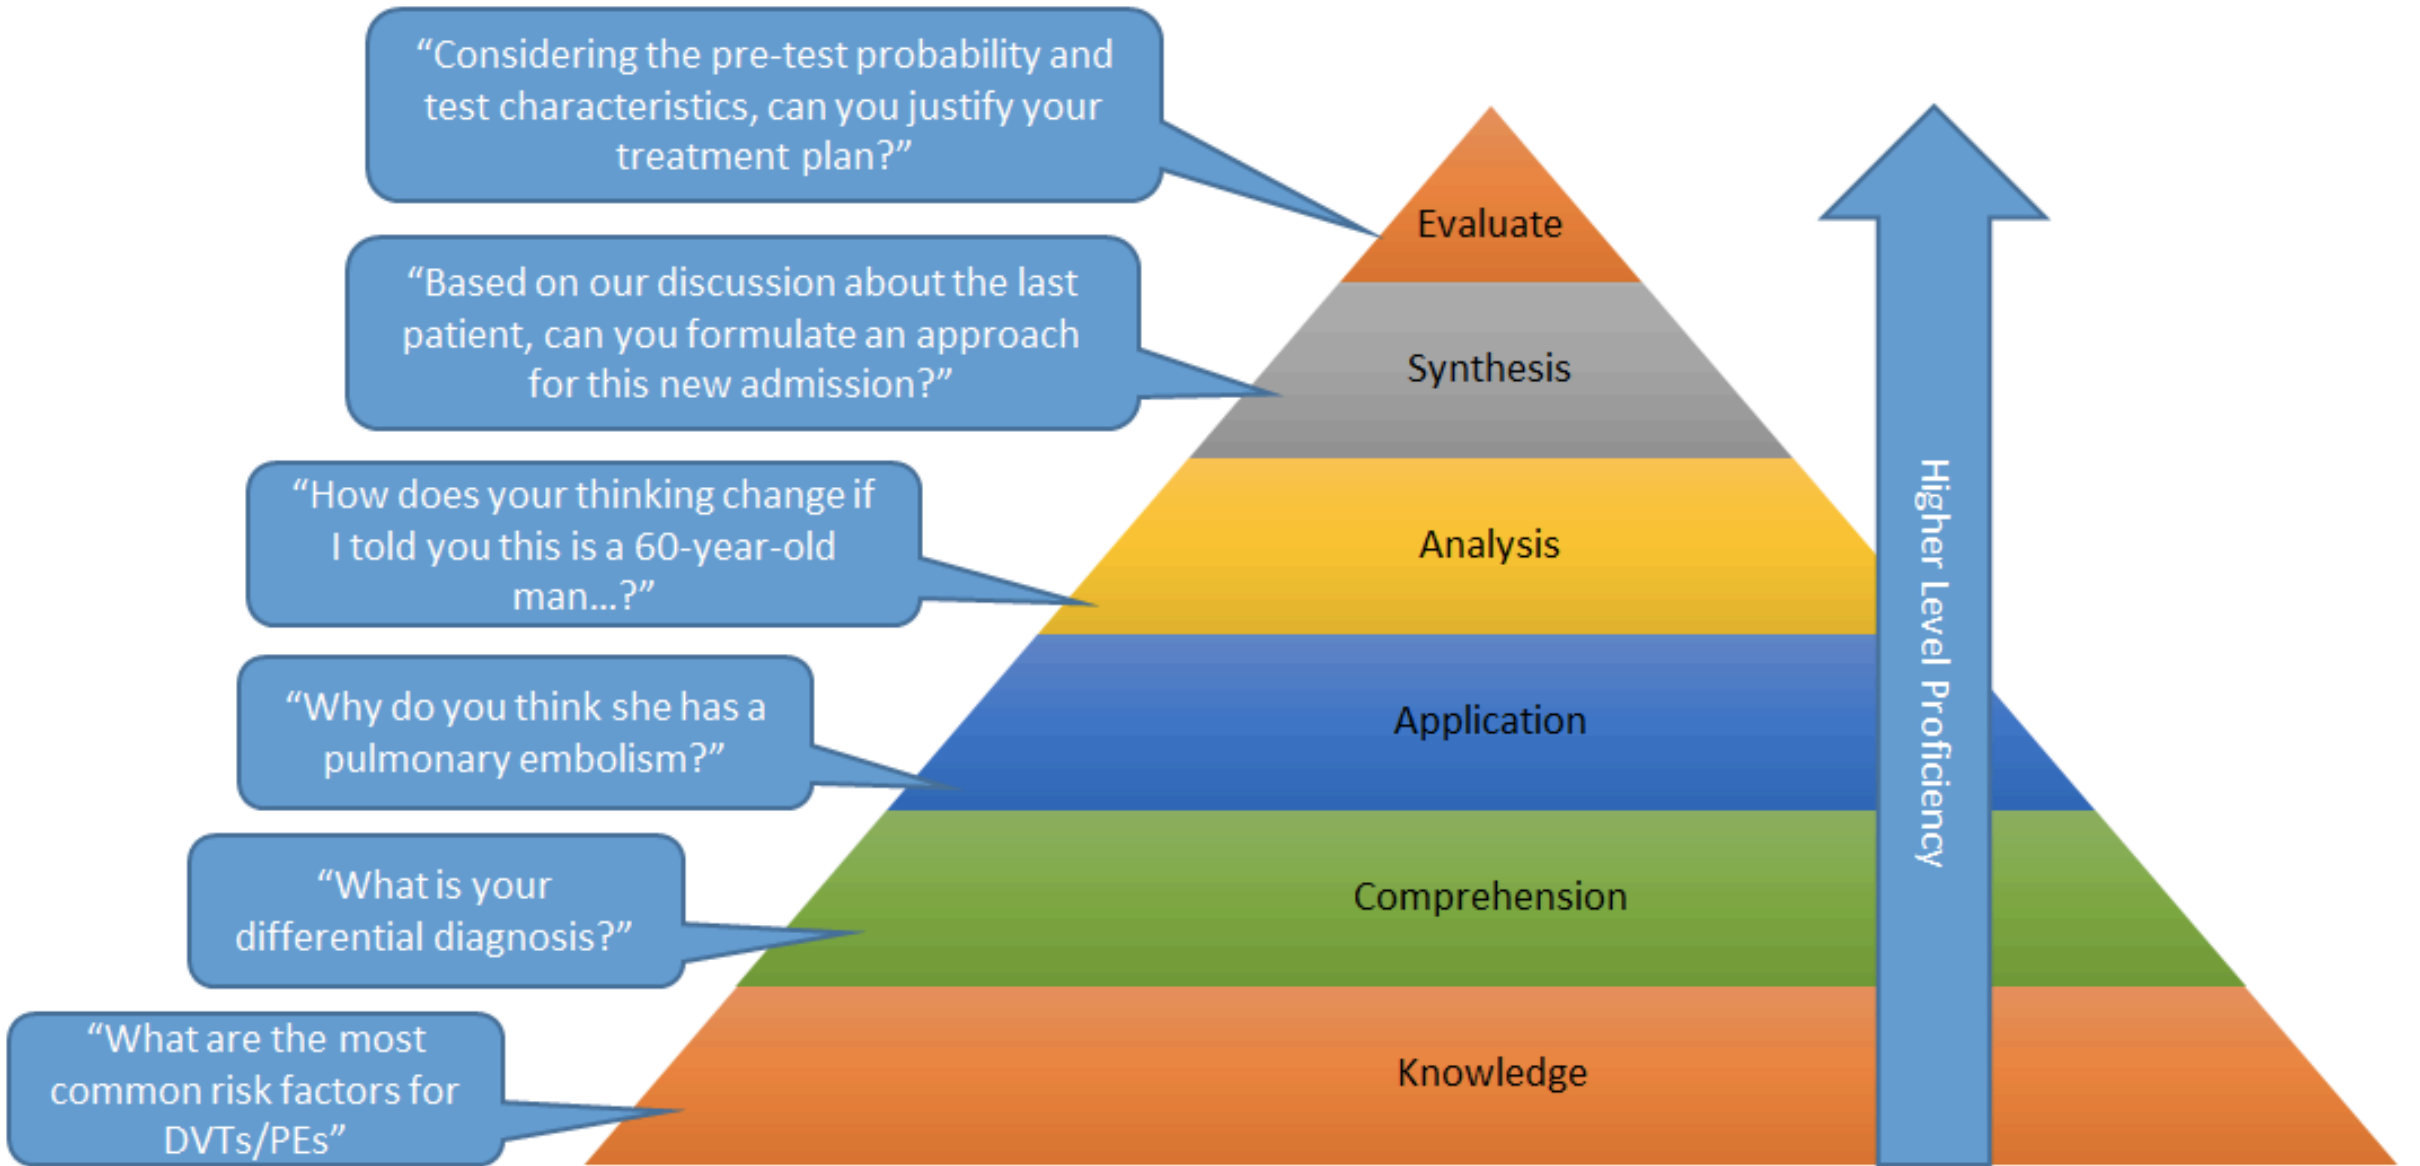 “Considering the pre-test probability and
test characteristics, can you justify your
treatment plan?”
Evaluate
“Based on our discussion about the last
patient, can you formulate an approach
for this new admission?”
Synthesis
“How does your thinking change if
I told you this is a 60-year-old
man...?”
Analysis
“Why do you think she has a
pulmonary embolism?”
Application
“What is your
differential diagnosis?”
Comprehension
“What are the most
common risk factors for
DVTs/PEs”
Knowledge
Higher Level Proficiency